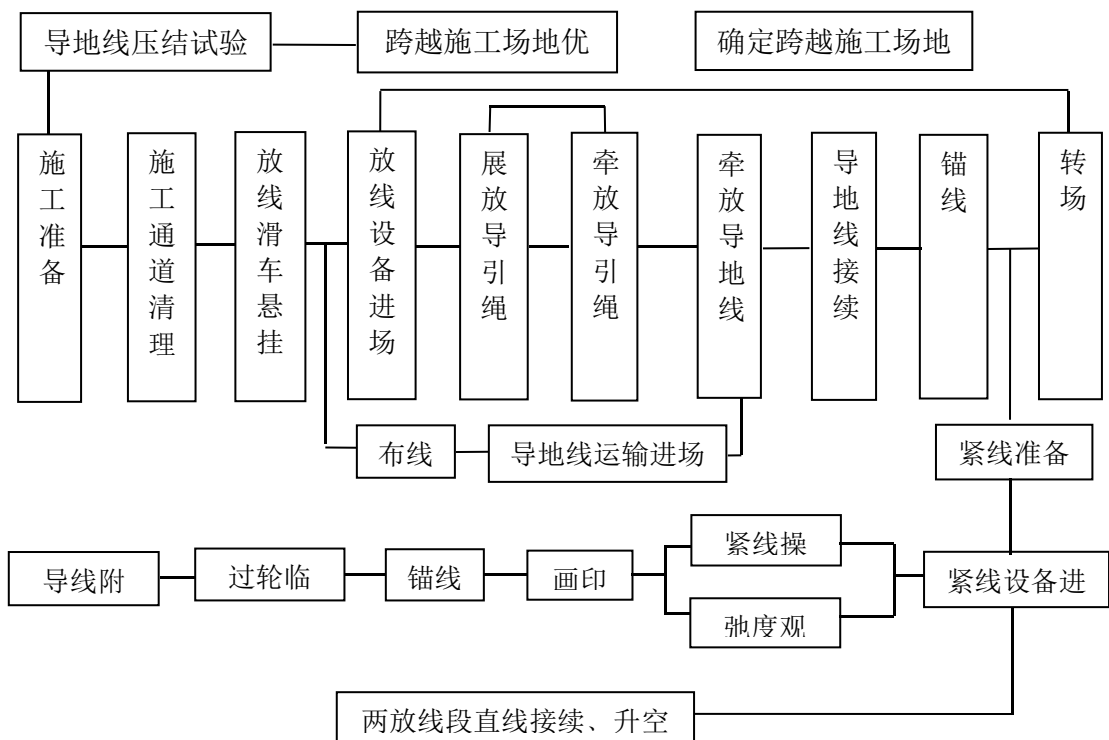 导地线压结试验
跨越施工场地优
确定跨越施工场地
施工准备
施工通道清理
放线滑车悬挂
放线设备进场
展放导引绳
牵放导引绳
牵放导地线
导地线接续
锚线
转场
布线
导地线运输进场
紧线准备
导线附
过轮临
锚线
画印
紧线操
弛度观
紧线设备进
两放线段直线接续、升空